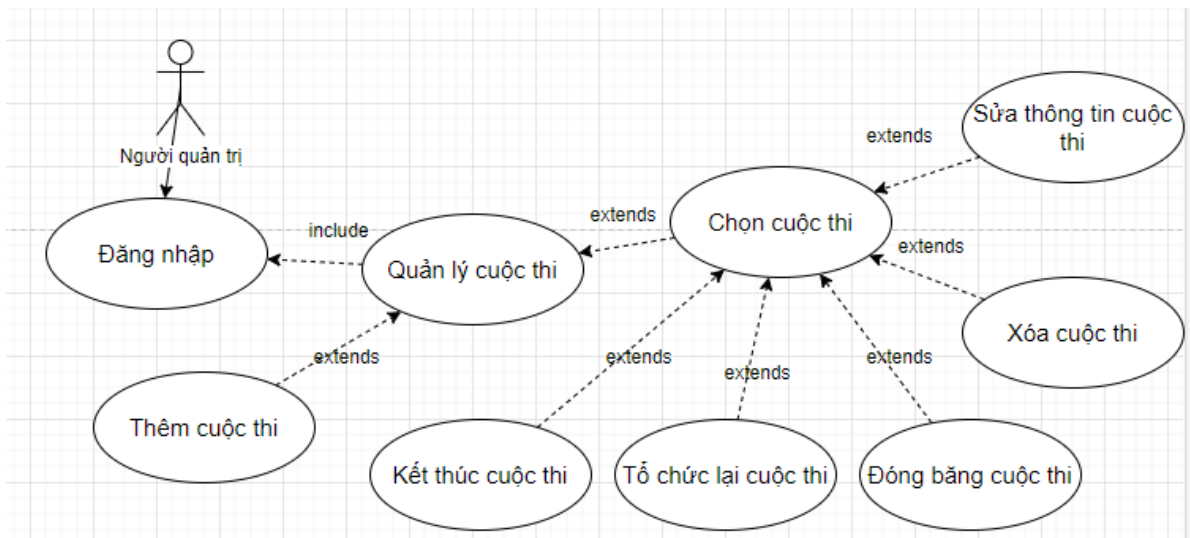 Sửa thông tin cuộc
thi
extends
Người quản trị
extends
Chọn cuộc thi
include
extends
Đăng nhập
Quản lý cuộc thi
Xóa cuộc thi
extends
extends
extends
extends
Thêm cuộc thi
Kết thúc cuộc thi
Tổ chức lại cuộc thi
Đóng băng cuộc thi